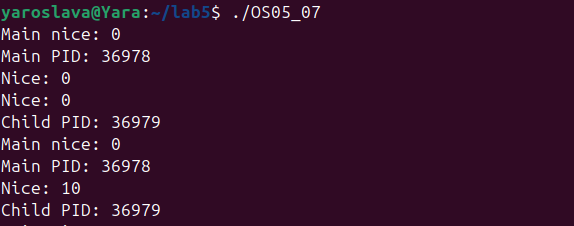 yaroslava@Yara:~/lab5$ ./OS05_07
Main nice: 0
Main PID: 36978
Nice: 0
Nice: 0
Child PID: 36979
Main nice: 0
Main PID: 36978
Nice: 10
Child PID: 36979